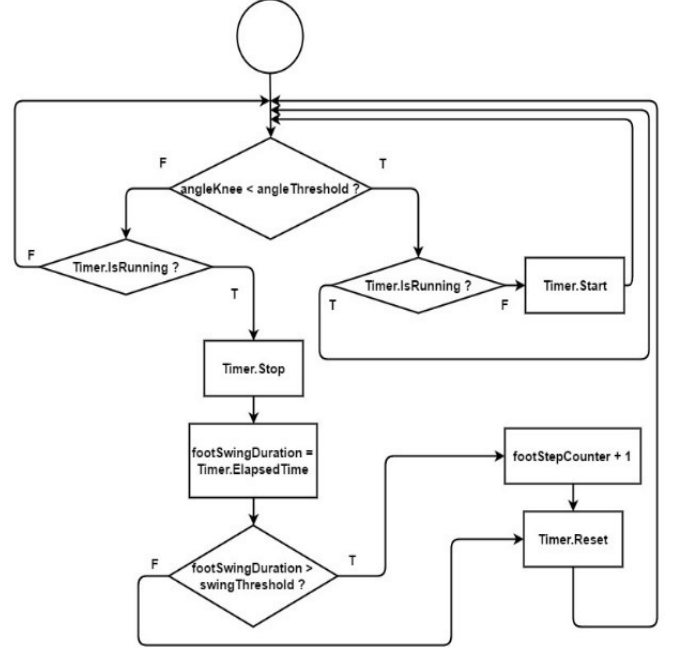 F
T
angleKnee < angleThreshold ?
F
Timer.IsRunning ?
T
Timer.IsRunning ?
T
F
Timer.Start
Timer.Stop
footSwingDuration =
Timer.ElapsedTime
footStepCounter + 1
Timer.Reset
F
footSwingDuration >
swingThreshold ?
T